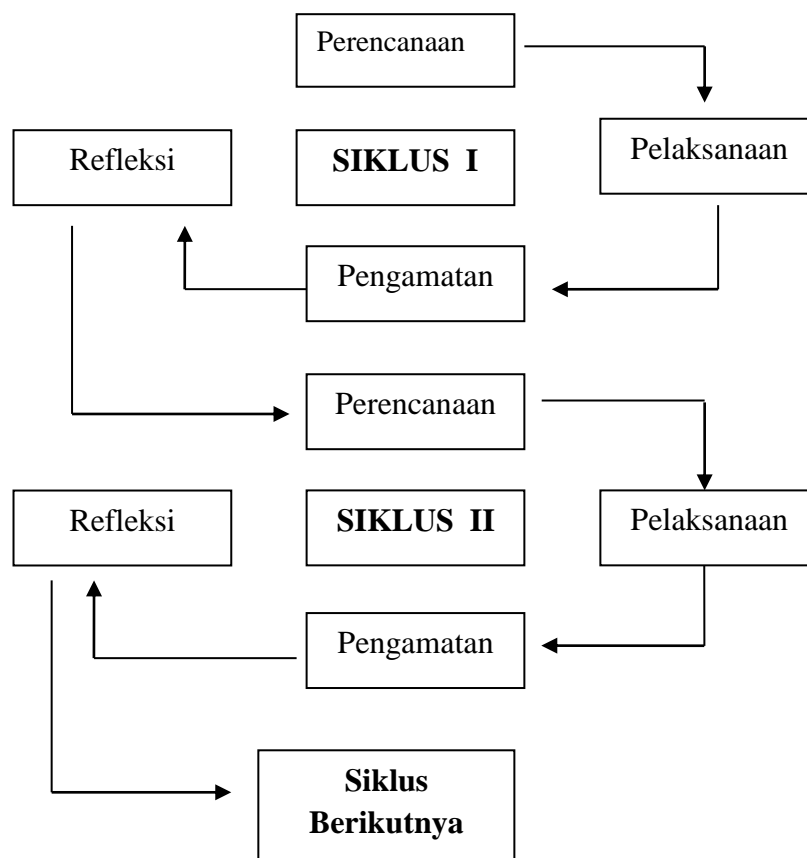 Perencanaan
Refleksi
SIKLUS I
Pelaksanaan
Pengamatan
Perencanaan
Refleksi
SIKLUS II
Pelaksanaan
Pengamatan
Siklus
Berikutnya